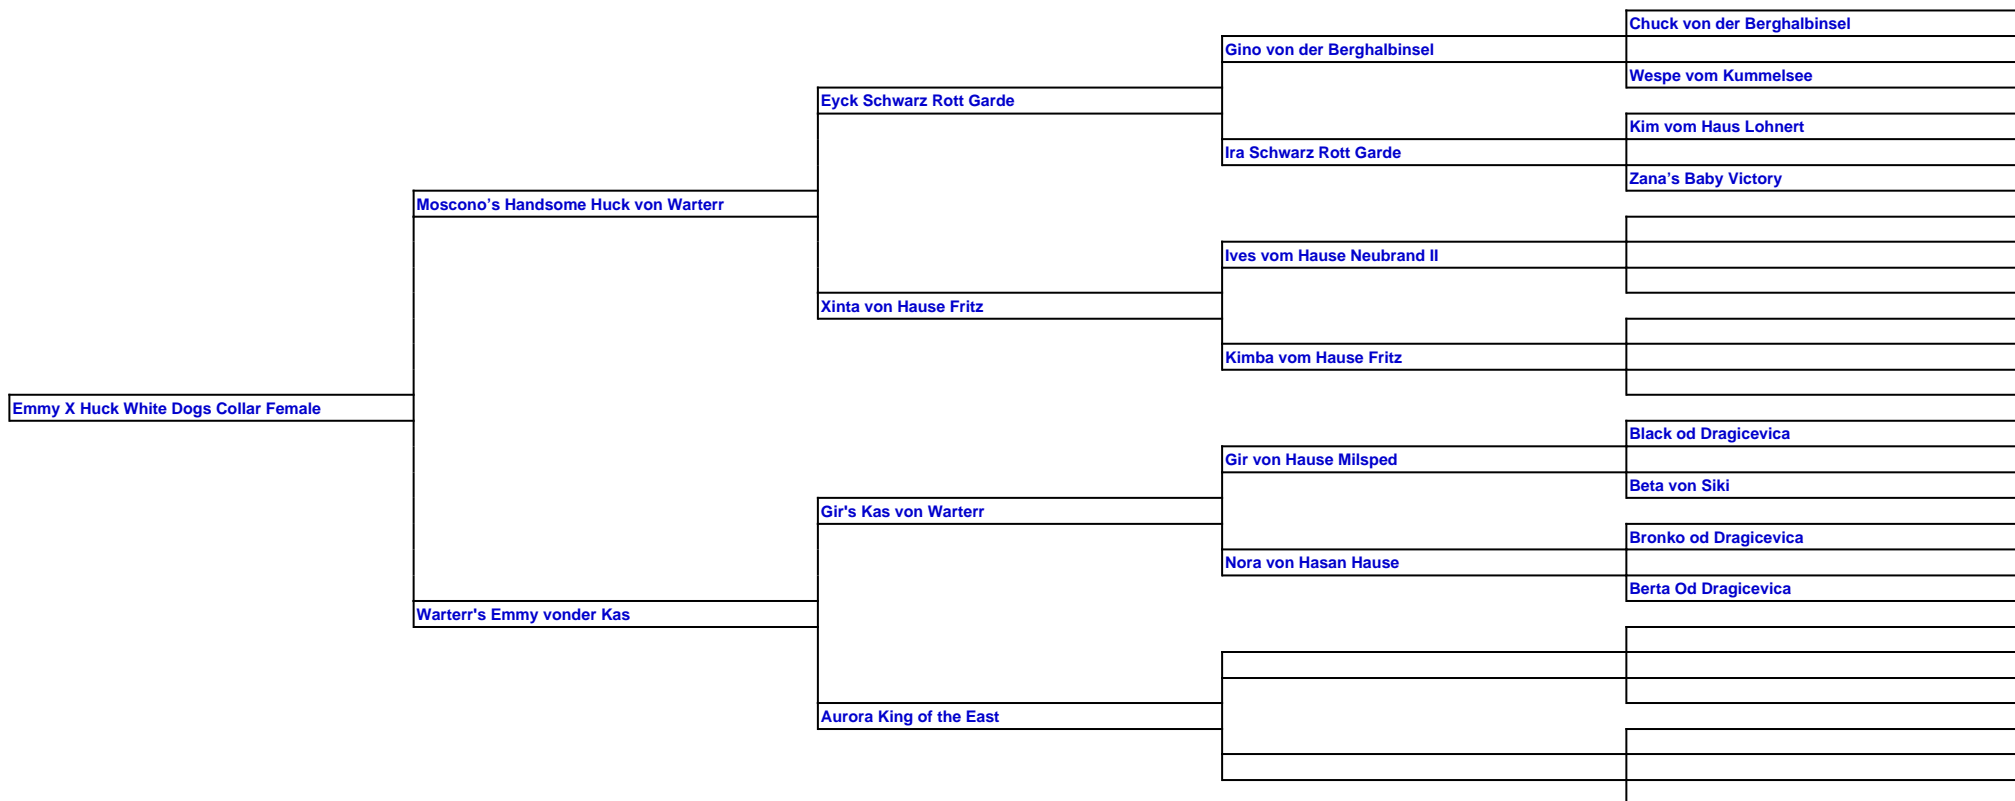 Chuck von der Berghalbinsel
Gino von der Berghalbinsel
Wespe vom Kummelsee
Eyck Schwarz Rott Garde
Kim vom Haus Lohnert
Ira Schwarz Rott Garde
Zana’s Baby Victory
Moscono’s Handsome Huck von Warterr
Ives vom Hause Neubrand II
Xinta von Hause Fritz
Kimba vom Hause Fritz
Emmy X Huck White Dogs Collar Female
Black od Dragicevica
Gir von Hause Milsped
Beta von Siki
Gir's Kas von Warterr
Bronko od Dragicevica
Nora von Hasan Hause
Berta Od Dragicevica
Warterr's Emmy vonder Kas
Aurora King of the East